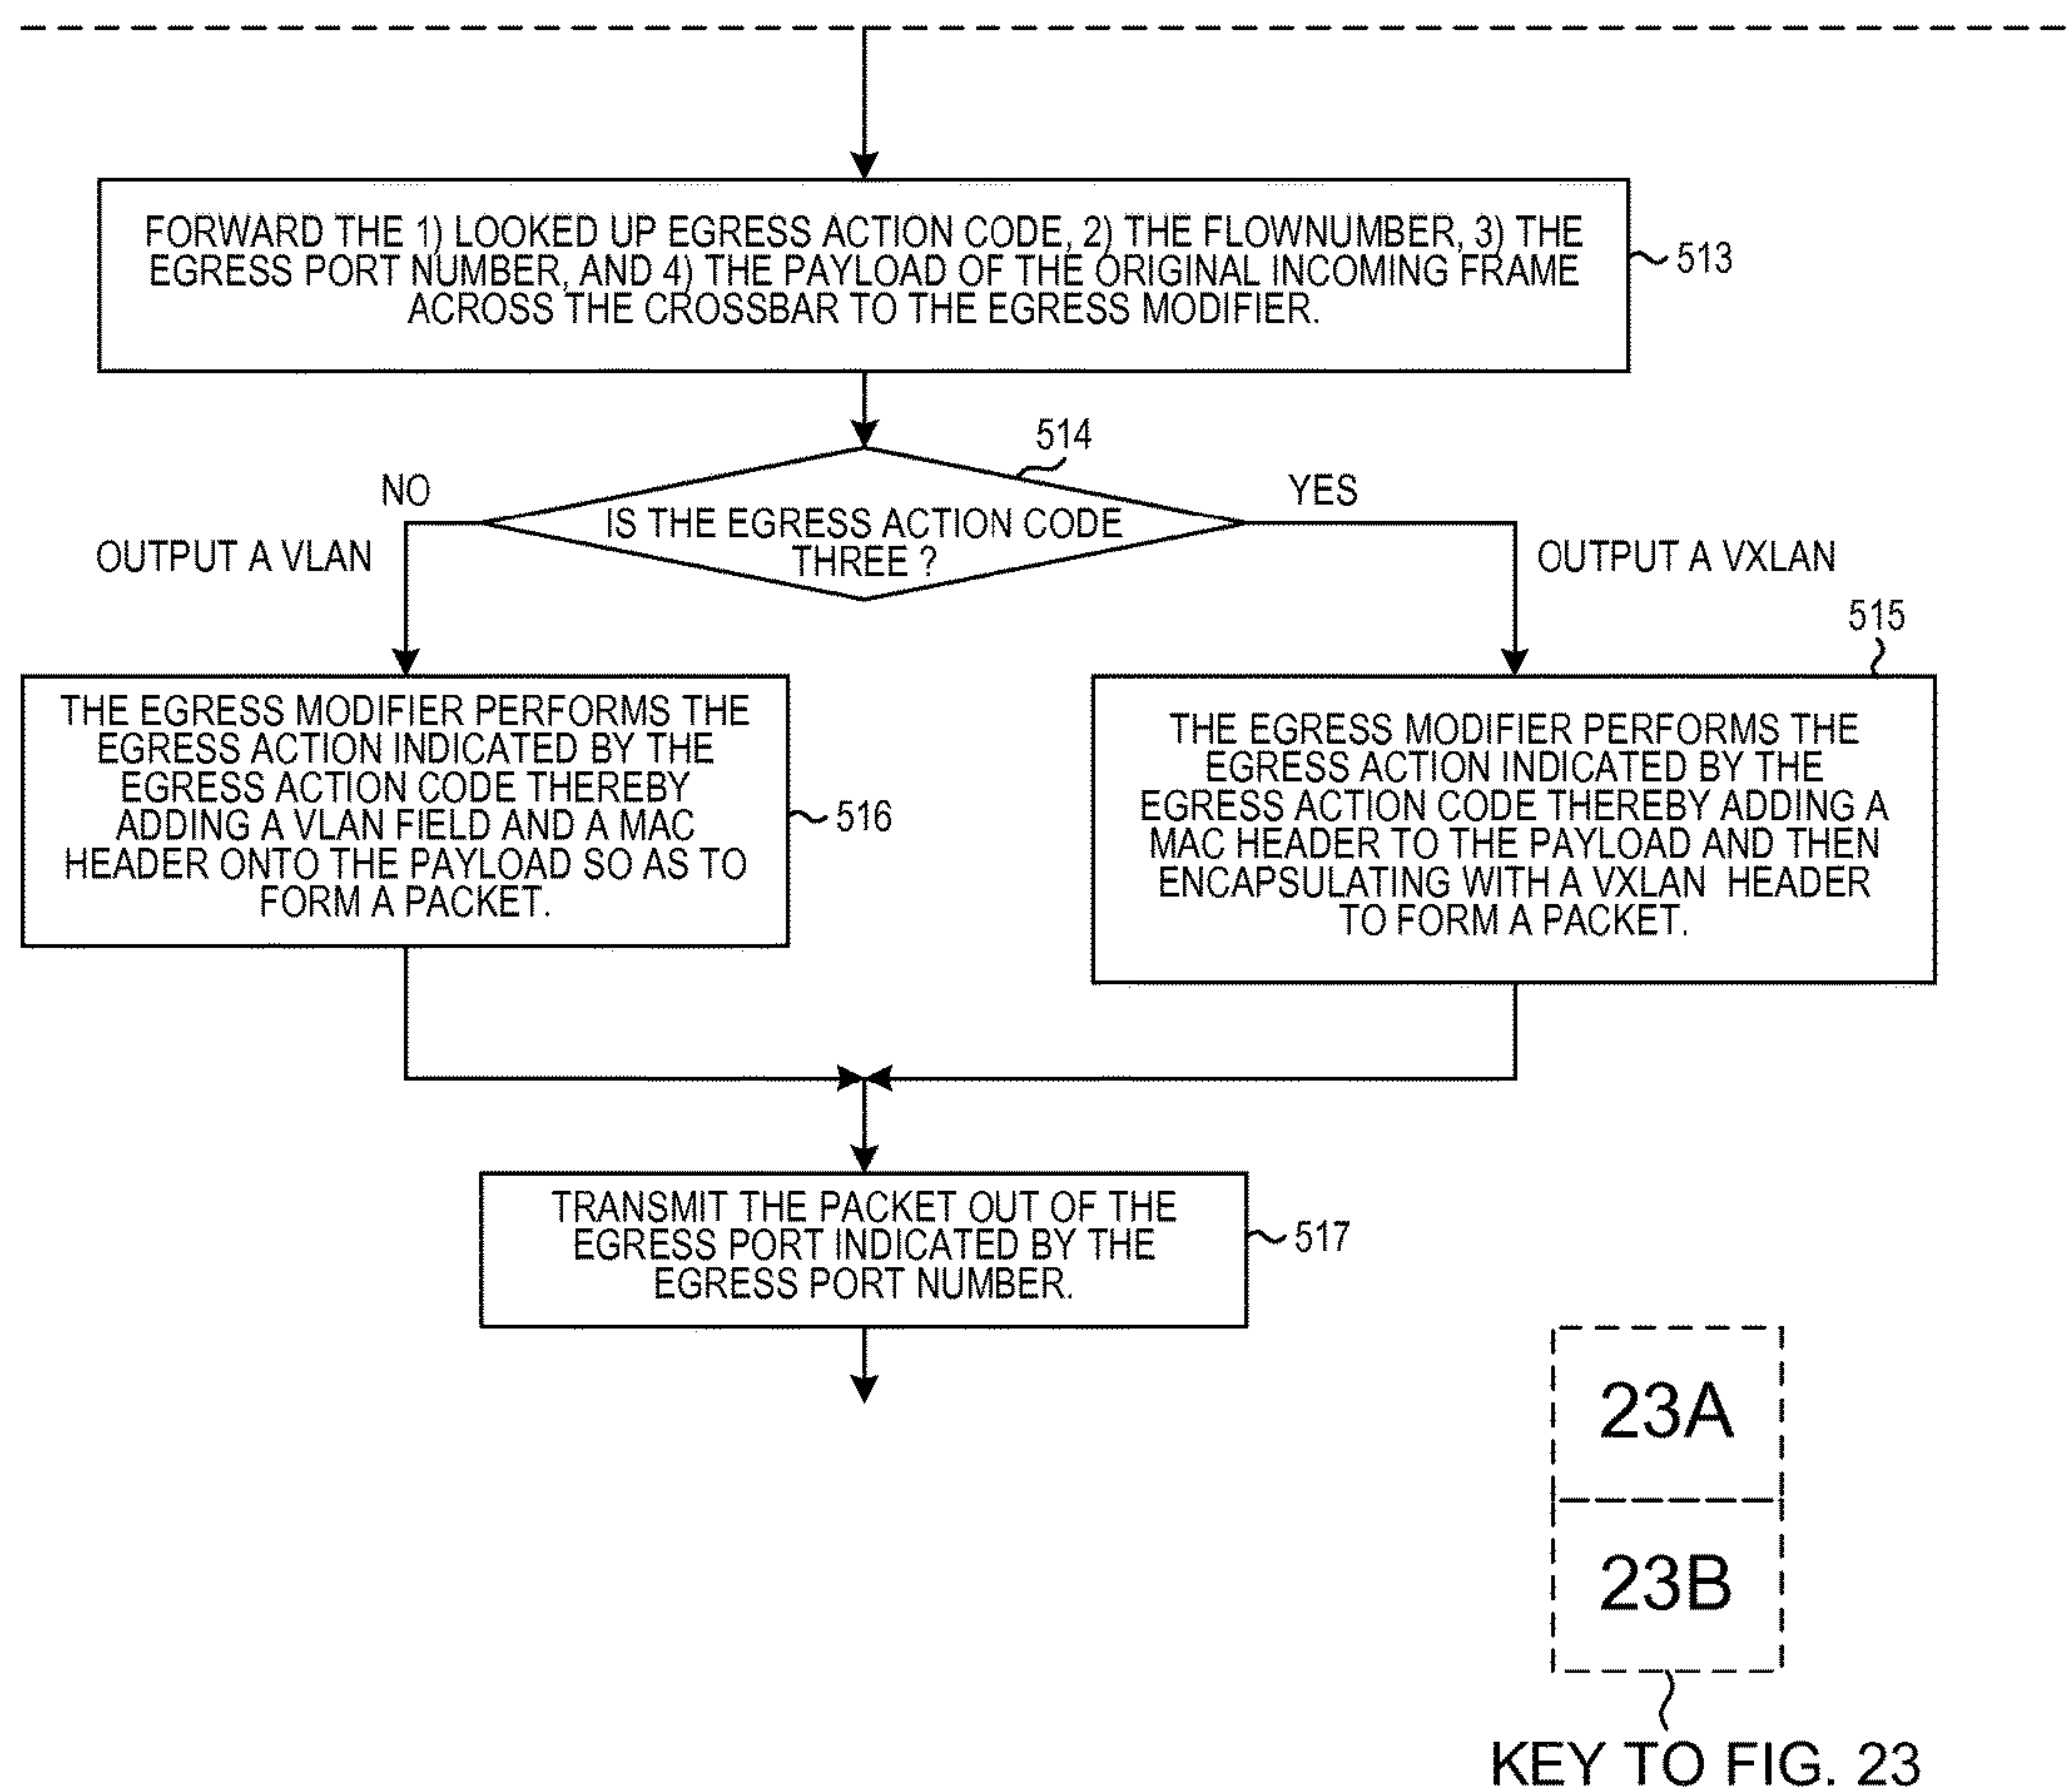 FORWARD THE 1) LOOKED UP EGRESS ACTION CODE, 2) THE FLOWNUMBER, 3) THE
EGRESS PORT NUMBER, AND 4) THE PAYLOAD OF THE ORIGINAL INCOMING FRAME
ACROSS THE CROSSBAR TO THE EGRESS MODIFIER.
513
514
NO
YES
IS THE EGRESS ACTION CODE
THREE ?
OUTPUT A VLAN
OUTPUT A VXLAN
515
THE EGRESS MODIFIER PERFORMS THE
EGRESS ACTION INDICATED BY THE
EGRESS ACTION CODE THEREBY
ADDING A VLAN FIELD AND A MAC
HEADER ONTO THE PAYLOAD SO AS TO
FORM A PACKET.
516
THE EGRESS MODIFIER PERFORMS THE
EGRESS ACTION INDICATED BY THE
EGRESS ACTION CODE THEREBY ADDING A
MAC HEADER TO THE PAYLOAD AND THEN
ENCAPSULATING WITH A VXLAN HEADER
TO FORM A PACKET.
TRANSMIT THE PACKET OUT OF THE
EGRESS PORT INDICATED BY THE
EGRESS PORT NUMBER.
517
23A
23B
KEY TO FIG. 23